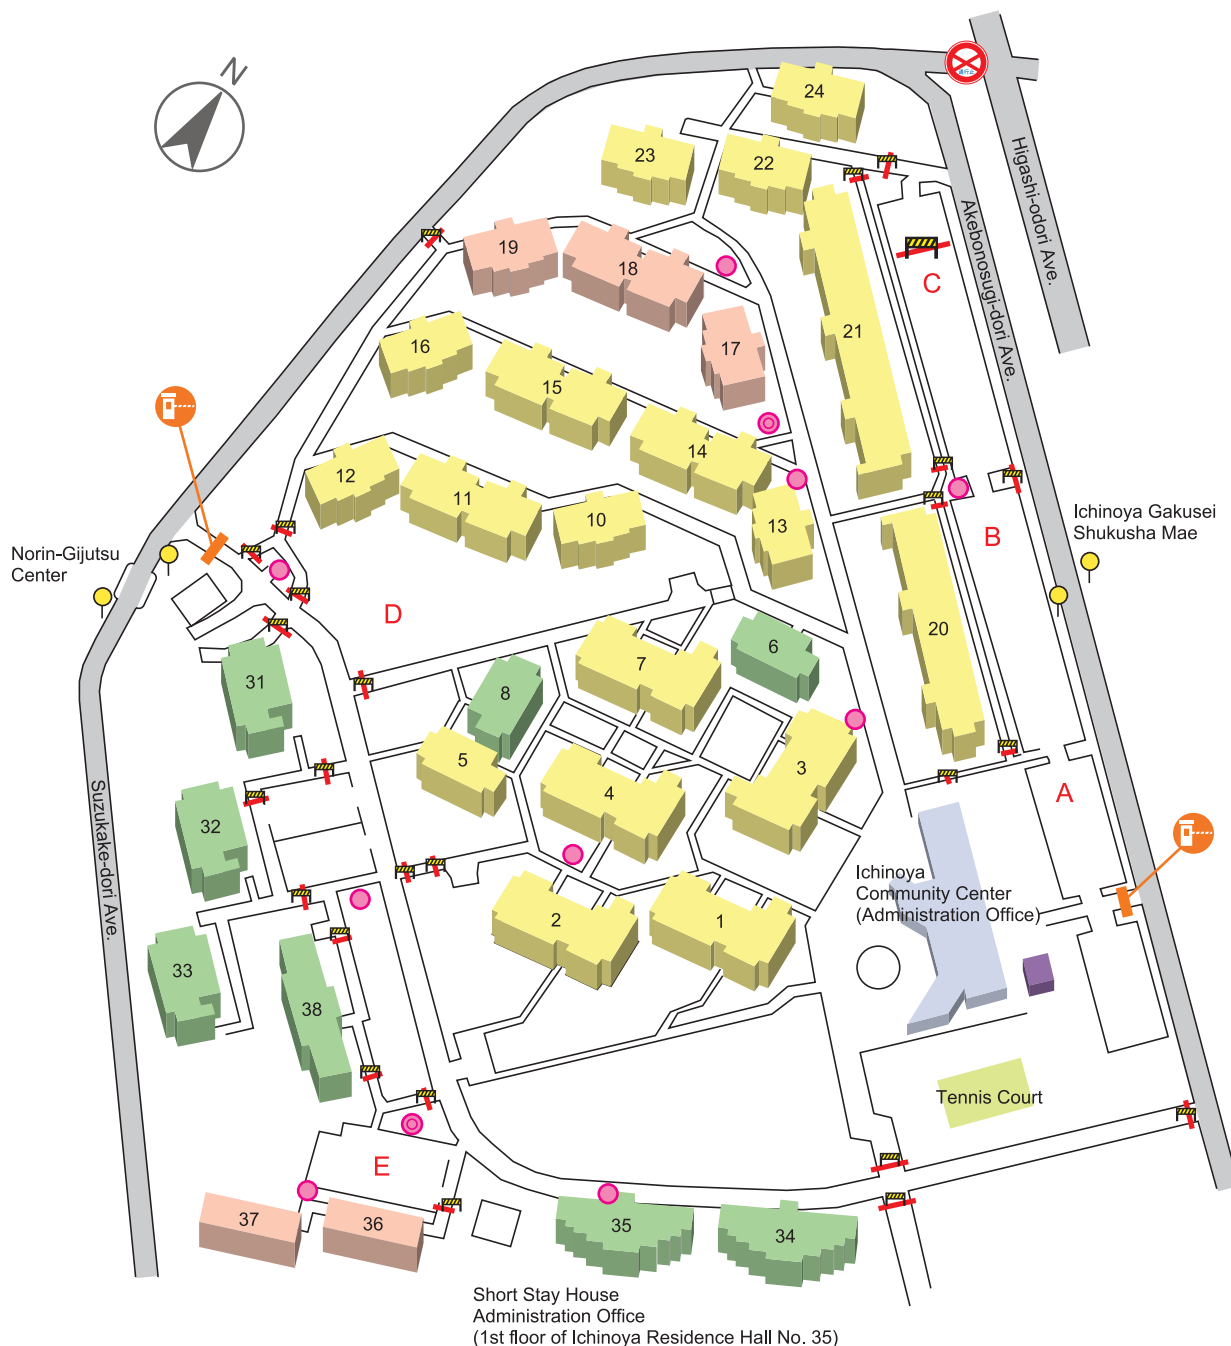 N
24
23
22
Higashi-odori Ave.
19
18
Akebonosugi-dori Ave.
C
17
16
21
15
14
12
11
10
13
Ichinoya Gakusei
Shukusha Mae
B
Norin-Gijutsu
Center
D
20
6
7
31
8
5
3
4
A
Suzukake-dori Ave.
32
Ichinoya
Community Center
(Administration Office)
2
1
33
38
Tennis Court
E
37
36
35
34
Short Stay House
Administration Office
(1st floor of Ichinoya Residence Hall No. 35)